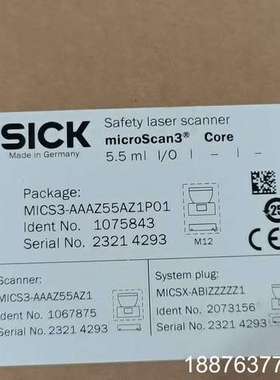 SICK
Made in Germany
Safety laser scanner
microScan3® Core
5.5 m| I/O | - | -
Package:
MICS3-AAAZ55AZ1P01
Ident No. 1075843
Serial No. 2321 4293
M12
25
Scanner:
MICS3-AAAZ55AZ1
Ident No. 1067875
Serial No. 2321 4293
System plug:
MICSX-ABIZZZZZ1
Ident No. 2073156
Serial No. 2321 4293
18876377